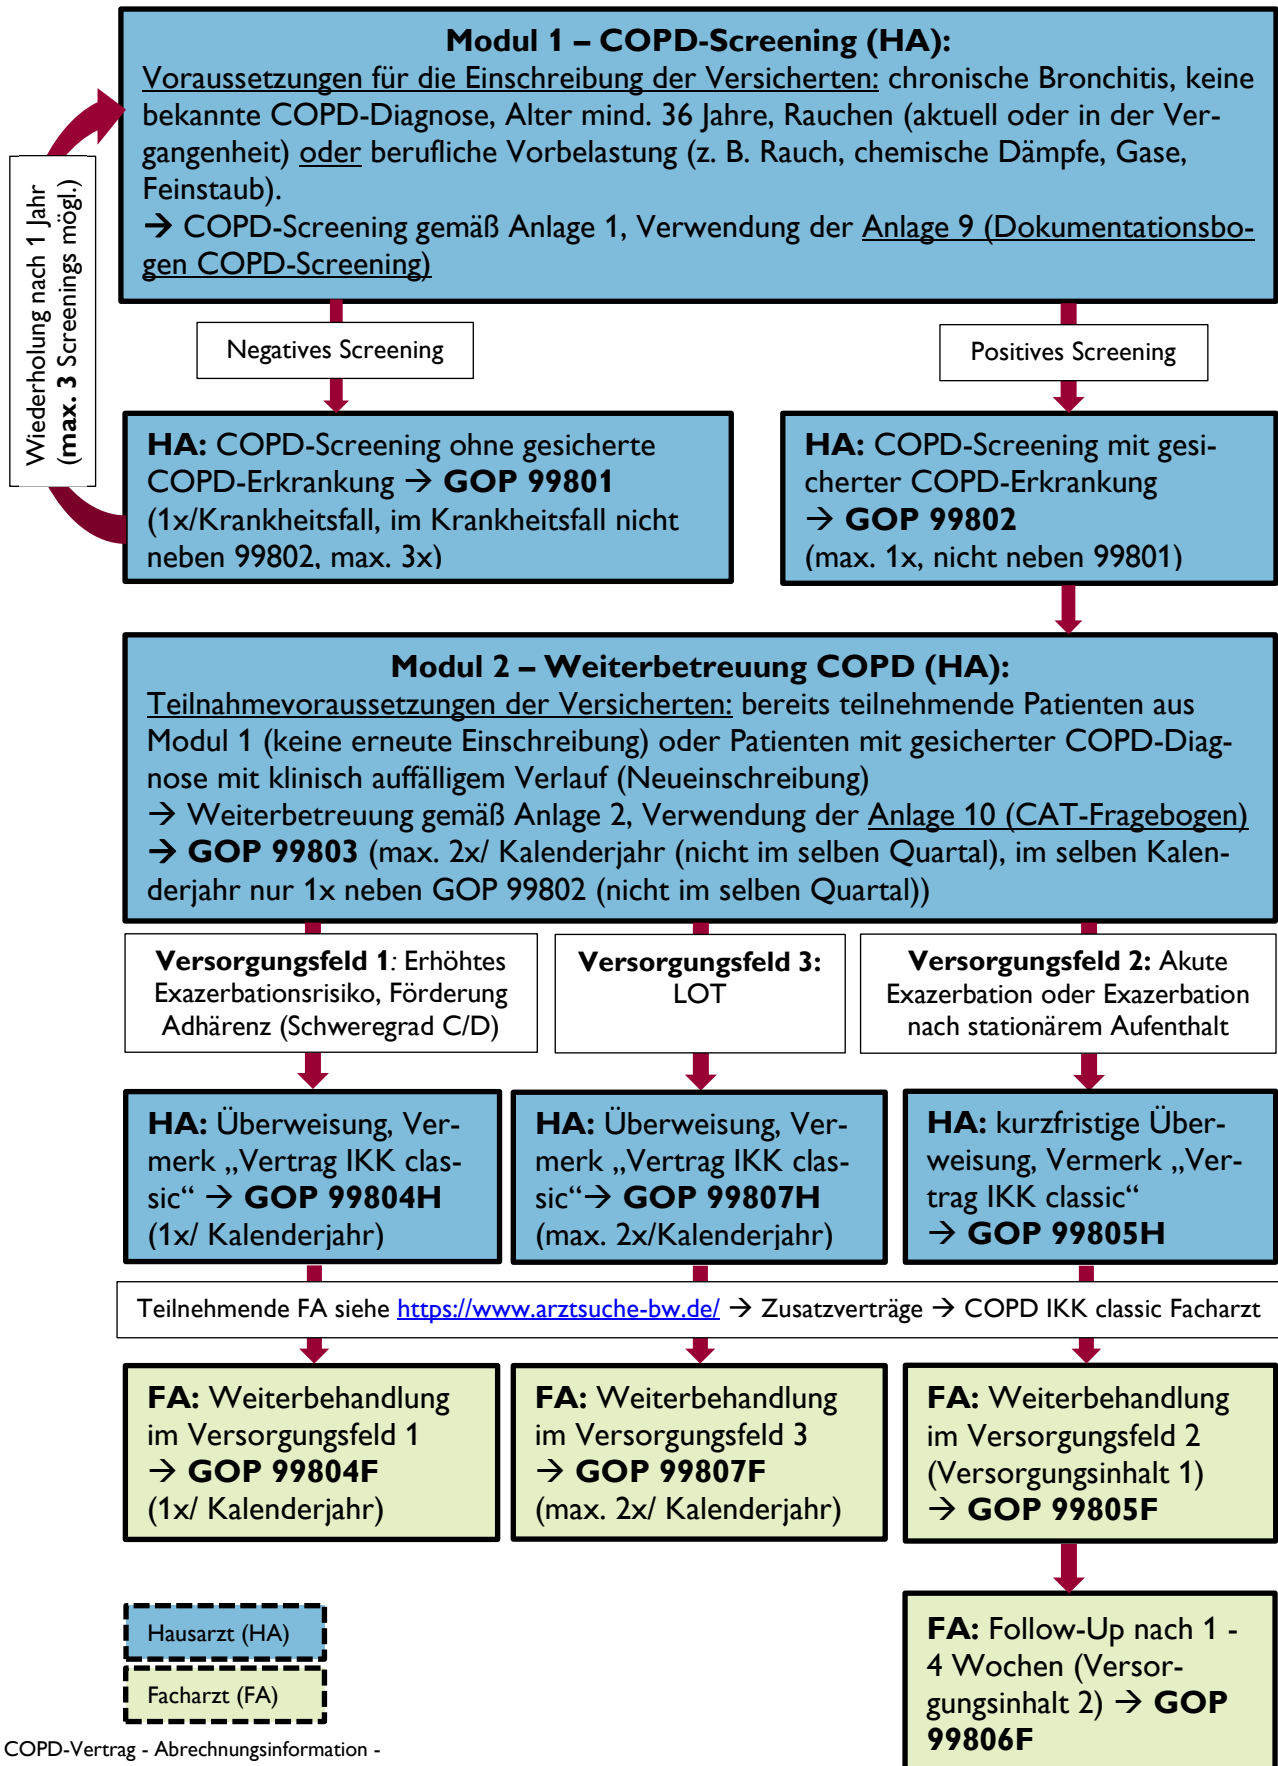 Modul 1 – COPD-Screening (HA):
Voraussetzungen für die Einschreibung der Versicherten: chronische Bronchitis, keine
bekannte COPD-Diagnose, Alter mind. 36 Jahre, Rauchen (aktuell oder in der Ver-
gangenheit) oder berufliche Vorbelastung (z. B. Rauch, chemische Dämpfe, Gase,
Feinstaub).
→ COPD-Screening gemäß Anlage 1, Verwendung der Anlage 9 (Dokumentationsbo-
gen COPD-Screening)
Wiederholung nach 1 Jahr
(max. 3 Screenings mögl.)
Negatives Screening
Positives Screening
HA: COPD-Screening ohne gesicherte
COPD-Erkrankung → GOP 99801
(1x/Krankheitsfall, im Krankheitsfall nicht
neben 99802, max. 3x)
HA: COPD-Screening mit gesi-
cherter COPD-Erkrankung
→ GOP 99802
(max. 1x, nicht neben 99801)
Modul 2 – Weiterbetreuung COPD (HA):
Teilnahmevoraussetzungen der Versicherten: bereits teilnehmende Patienten aus
Modul 1 (keine erneute Einschreibung) oder Patienten mit gesicherter COPD-Diag-
nose mit klinisch auffälligem Verlauf (Neueinschreibung)
→ Weiterbetreuung gemäß Anlage 2, Verwendung der Anlage 10 (CAT-Fragebogen)
→ GOP 99803 (max. 2x/ Kalenderjahr (nicht im selben Quartal), im selben Kalen-
derjahr nur 1x neben GOP 99802 (nicht im selben Quartal))
Versorgungsfeld 1: Erhöhtes
Exazerbationsrisiko, Förderung
Adhärenz (Schweregrad C/D)
Versorgungsfeld 3:
LOT
Versorgungsfeld 2: Akute
Exazerbation oder Exazerbation
nach stationärem Aufenthalt
HA: Überweisung, Ver-
merk „Vertrag IKK clas-
sic“ → GOP 99804H
(1x/ Kalenderjahr)
HA: Überweisung, Ver-
merk „Vertrag IKK clas-
sic“→ GOP 99807H
(max. 2x/Kalenderjahr)
HA: kurzfristige Über-
weisung, Vermerk „Ver-
trag IKK classic“
→ GOP 99805H
Teilnehmende FA siehe https://www.arztsuche-bw.de/ → Zusatzverträge → COPD IKK classic Facharzt
FA: Weiterbehandlung
im Versorgungsfeld 1
→ GOP 99804F
(1x/ Kalenderjahr)
FA: Weiterbehandlung
im Versorgungsfeld 3
→ GOP 99807F
(max. 2x/ Kalenderjahr)
FA: Weiterbehandlung
im Versorgungsfeld 2
(Versorgungsinhalt 1)
→ GOP 99805F
FA: Follow-Up nach 1 -
4 Wochen (Versor-
gungsinhalt 2) → GOP
99806F
Hausarzt (HA)
Facharzt (FA)
COPD-Vertrag - Abrechnungsinformation -